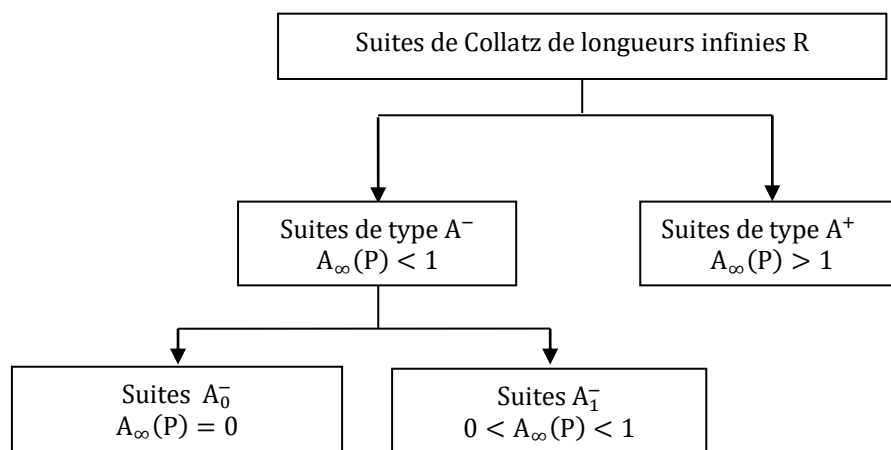 Suites de Collatz de longueurs infinies R
Suites de type A⁻
A∞(P) < 1
Suites de type A⁺
A∞(P) > 1
Suites A₀⁻
A∞(P) = 0
Suites A₁⁻
0 < A∞(P) < 1